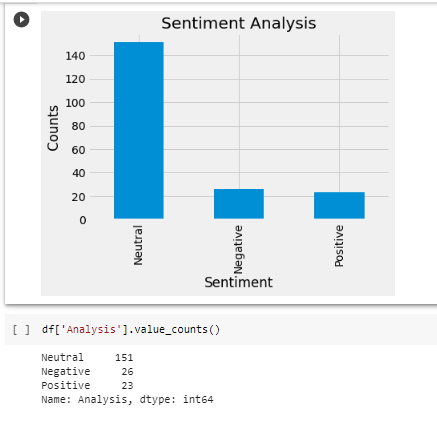 Sentiment Analysis
Counts
140
120
100
80
60
40
20
0
Neutral
Negative
Positive
Sentiment
[ ] df['Analysis'].value_counts()
Neutral 151
Negative 26
Positive 23
Name: Analysis, dtype: int64